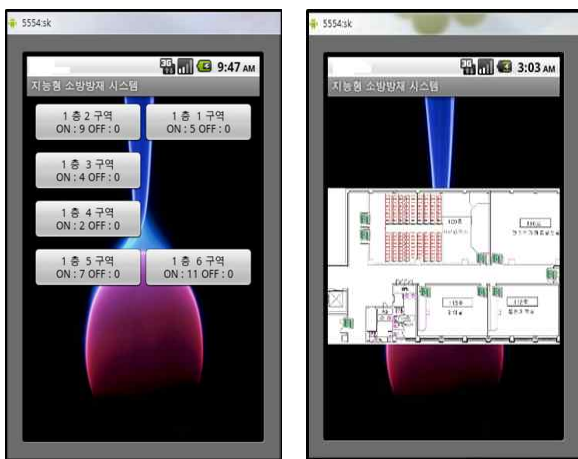 5554:sk
3G
9:47 AM
지능형 소방방재 시스템
1 층 2 구역
ON : 9 OFF : 0
1 층 1 구역
ON : 5 OFF : 0
1 층 3 구역
ON : 4 OFF : 0
1 층 4 구역
ON : 2 OFF : 0
1 층 5 구역
ON : 7 OFF : 0
1 층 6 구역
ON : 11 OFF : 0
5554:sk
3G
3:03 AM
지능형 소방방재 시스템